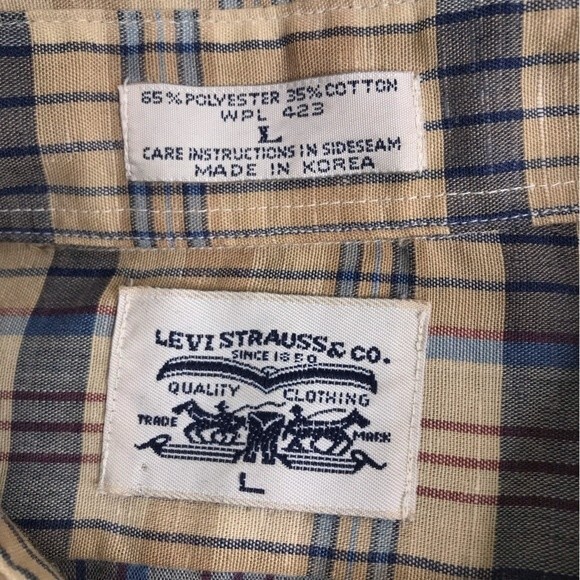 65% POLYESTER 35% COTTON
WPL 423
L
CARE INSTRUCTIONS IN SIDESEAM
MADE IN KOREA
LEVI STRAUSS & CO.
SINCE 1850
QUALITY CLOTHING
TRADE MARK
L